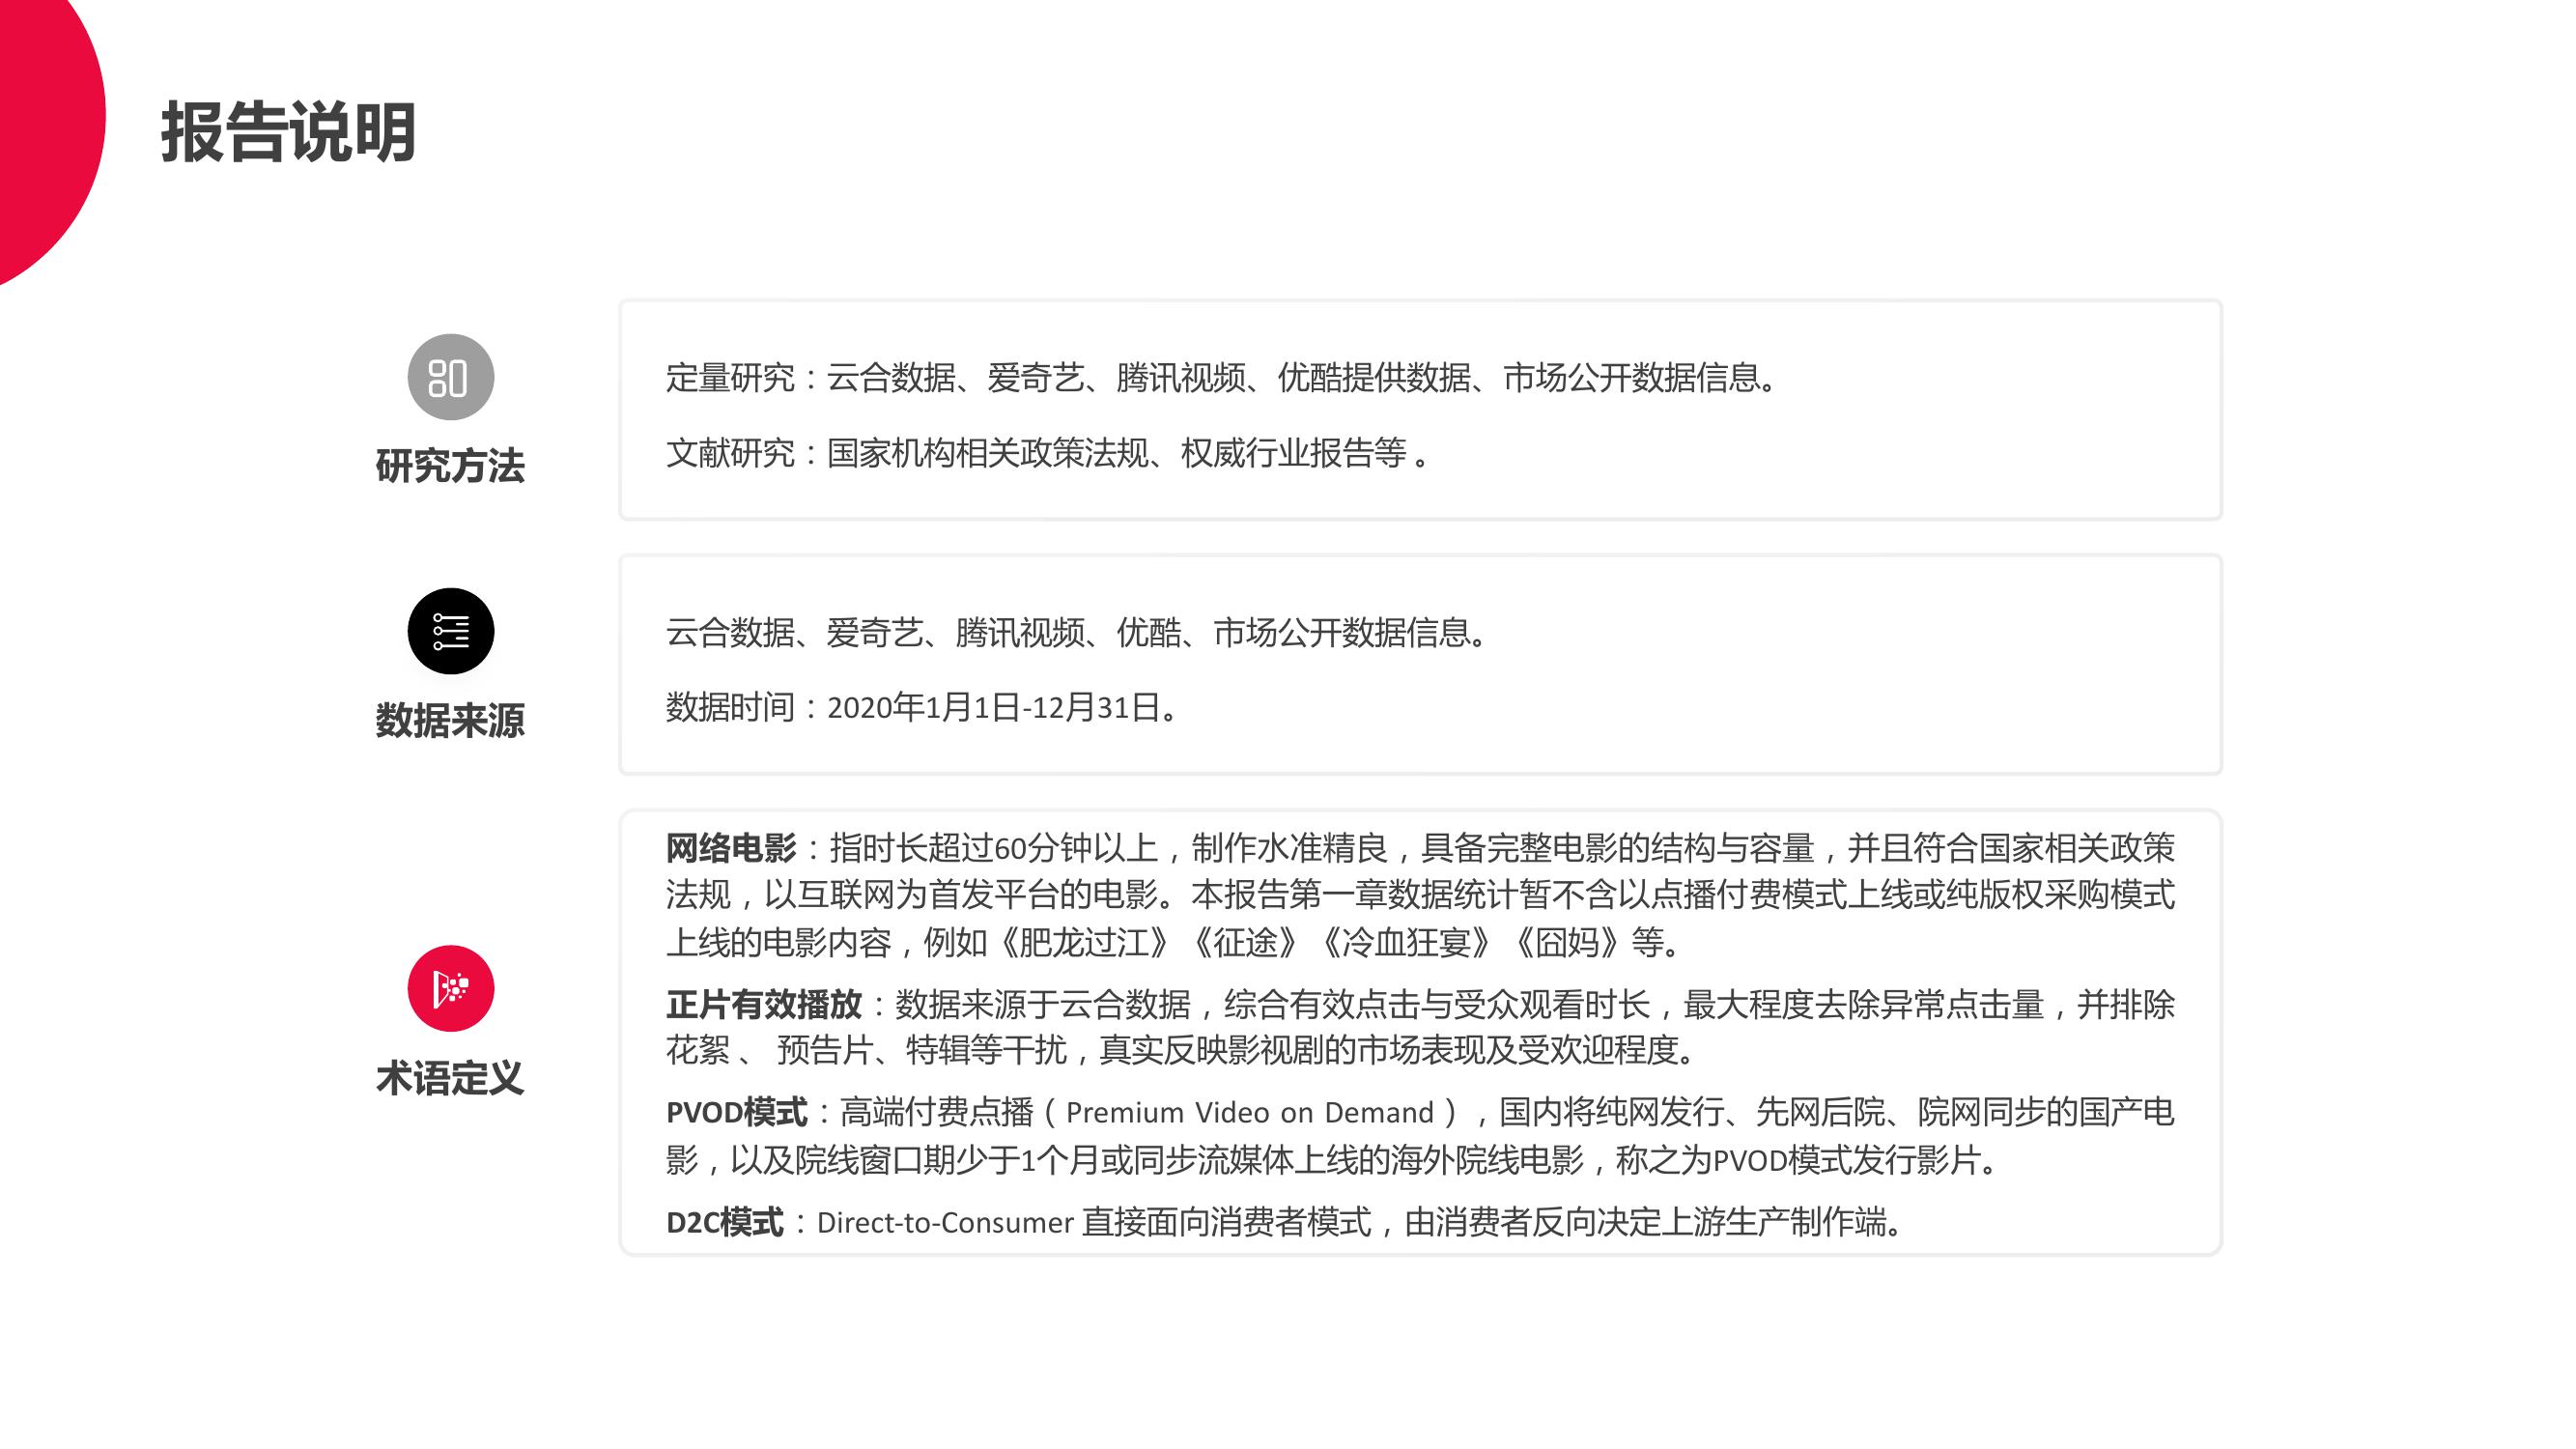 报告说明
研究方法
定量研究：云合数据、爱奇艺、腾讯视频、优酷提供数据、市场公开数据信息。
文献研究：国家机构相关政策法规、权威行业报告等 。
数据来源
云合数据、爱奇艺、腾讯视频、优酷、市场公开数据信息。
数据时间：2020年1月1日-12月31日。
术语定义
网络电影：指时长超过60分钟以上，制作水准精良，具备完整电影的结构与容量，并且符合国家相关政策
法规，以互联网为首发平台的电影。本报告第一章数据统计暂不含以点播付费模式上线或纯版权采购模式
上线的电影内容，例如《肥龙过江》《征途》《冷血狂宴》《囧妈》等。
正片有效播放：数据来源于云合数据，综合有效点击与受众观看时长，最大程度去除异常点击量，并排除
花絮 、 预告片、特辑等干扰，真实反映影视剧的市场表现及受欢迎程度。
PVOD模式：高端付费点播（Premium Video on Demand），国内将纯网发行、先网后院、院网同步的国产电
影，以及院线窗口期少于1个月或同步流媒体上线的海外院线电影，称之为PVOD模式发行影片。
D2C模式：Direct-to-Consumer 直接面向消费者模式，由消费者反向决定上游生产制作端。